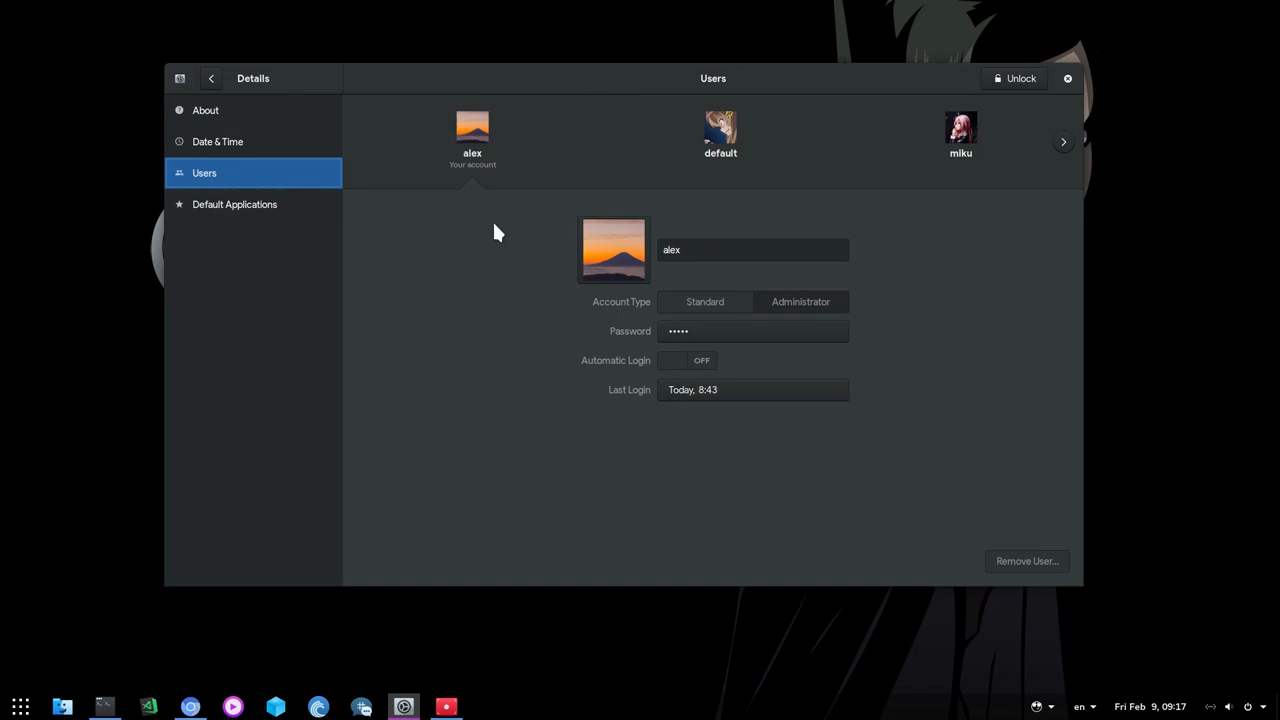 Details
Users
Unlock
About
Date & Time
Users
Default Applications
alex
Your account
default
miku
alex
Account Type
Standard
Administrator
Password
•••••
Automatic Login
OFF
Last Login
Today, 8:43
Remove User...
en
Fri Feb 9, 09:17